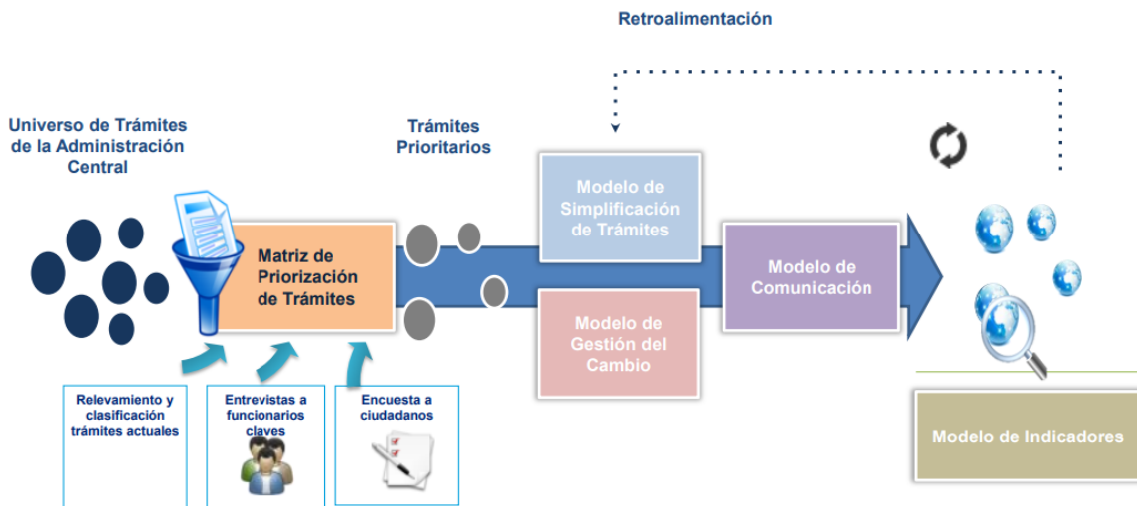 Retroalimentación
Universo de Trámites
de la Administración
Central
Trámites
Prioritarios
Matriz de
Priorización
de Trámites
Modelo de
Simplificación
de Trámites
Modelo de
Gestión del
Cambio
Modelo de
Comunicación
Relevamiento y
clasificación
trámites actuales
Entrevistas a
funcionarios
claves
Encuesta a
ciudadanos
Modelo de Indicadores